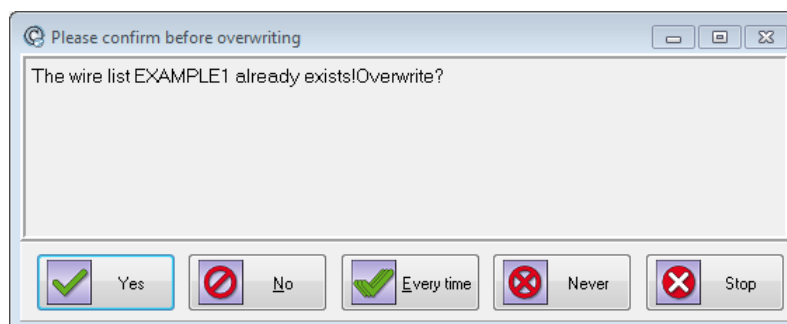 Please confirm before overwriting
The wire list EXAMPLE1 already exists!Overwrite?
Yes No Every time Never Stop